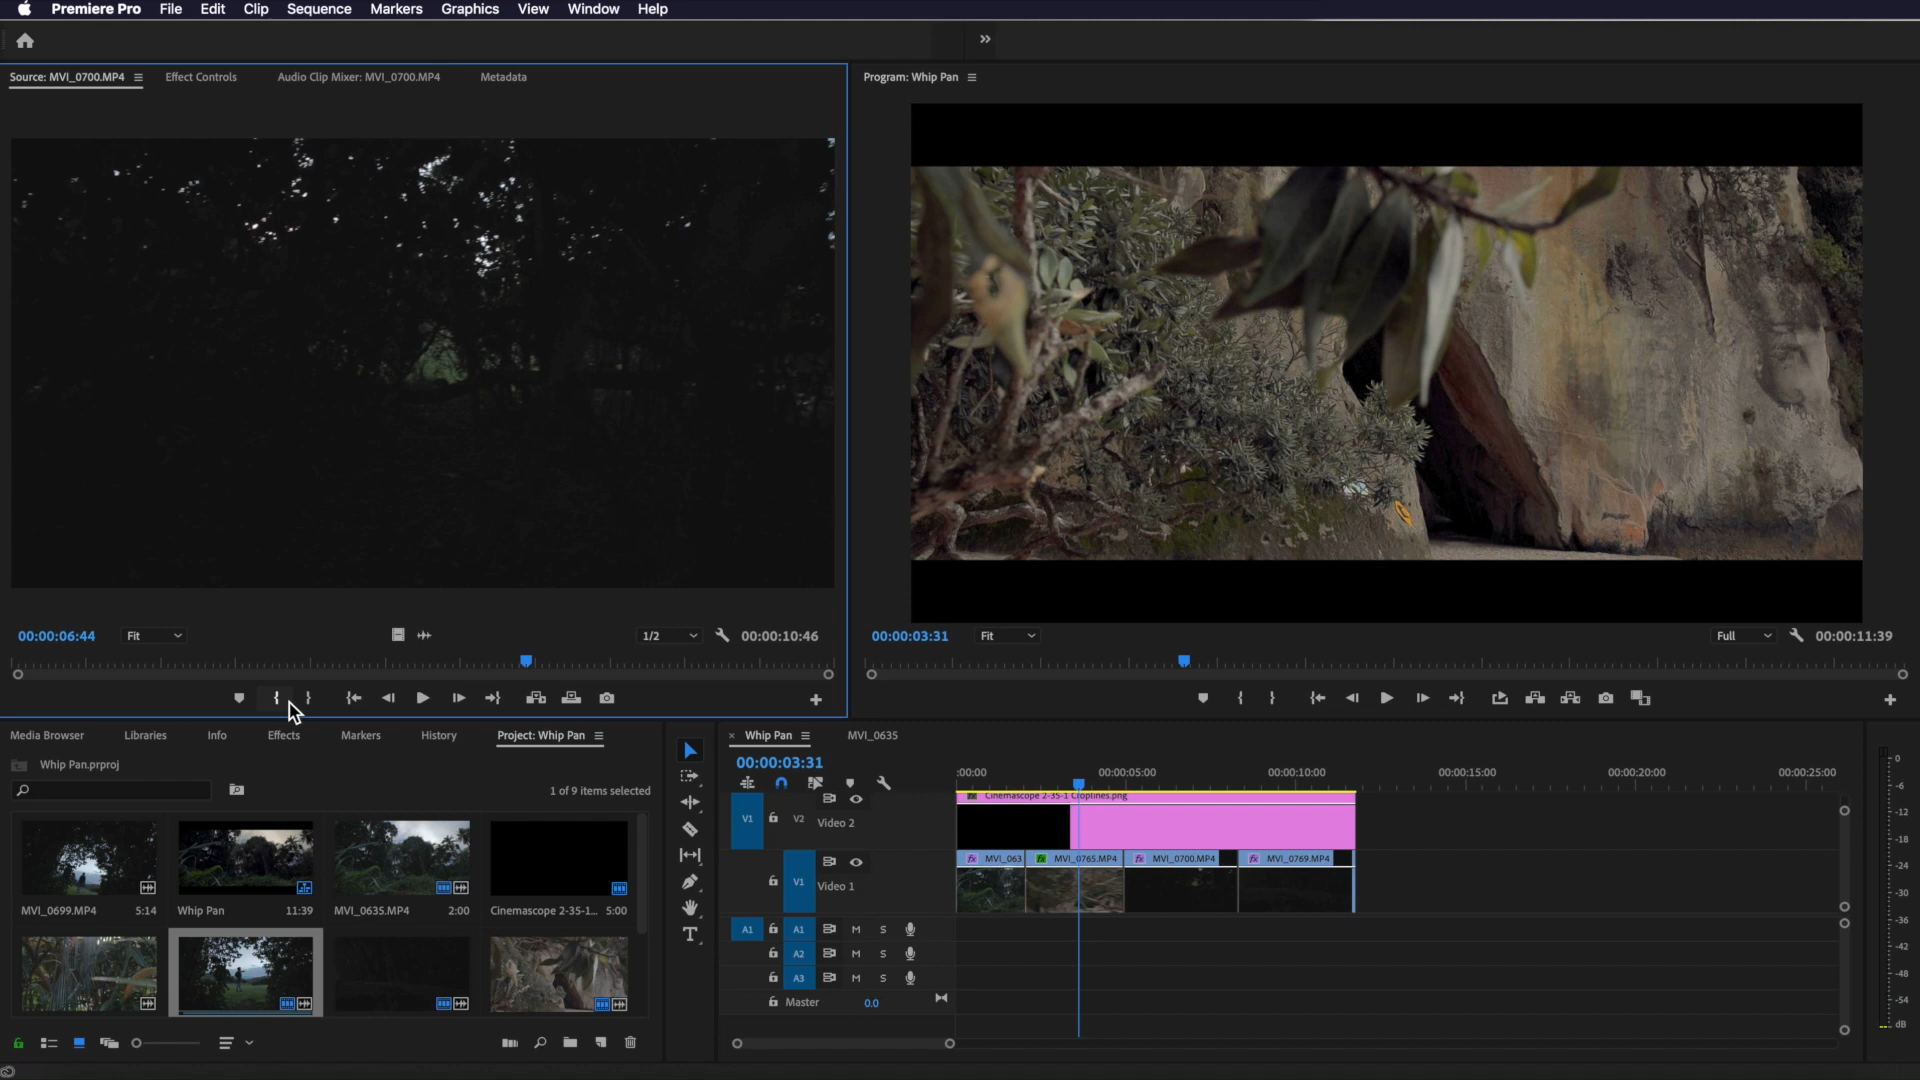 Premiere Pro File Edit Clip Sequence Markers Graphics View Window Help
Source: MVI_0700.MP4 Effect Controls Audio Clip Mixer: MVI_0700.MP4 Metadata
Program: Whip Pan
00:00:06:44 Fit 1/2 00:00:10:46
00:00:03:31 Fit Full 00:00:11:39
Media Browser Libraries Info Effects Markers History Project: Whip Pan
Whip Pan.prproj
1 of 9 items selected
MVI_0699.MP4 5:14
Whip Pan 11:39
MVI_0635.MP4 2:00
Cinemascope 2-35-1... 5:00
× Whip Pan MVI_0635
00:00:03:31
:00:00 00:00:05:00 00:00:10:00 00:00:15:00 00:00:20:00 00:00:25:00
fx Cinemascope 2-35-1 Croplines.png
V1 V2 Video 2
fx MVI_063 fx MVI_0765.MP4 fx MVI_0700.MP4 fx MVI_0769.MP4
V1 Video 1
A1 A1 M S
A2 M S
A3 M S
Master 0.0
0
-6
-12
-18
-24
-30
-36
-42
-48
-54
dB